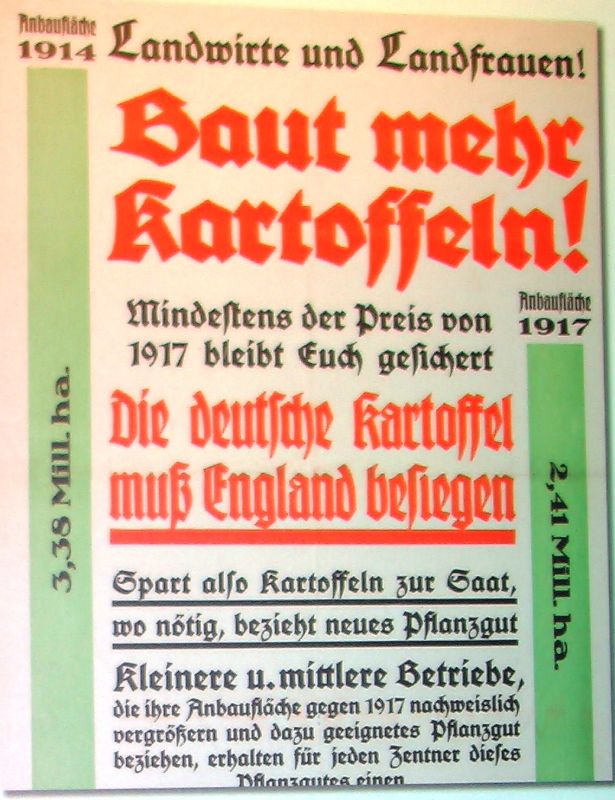 Anbaufläche
1914
Landwirte und Landfrauen!
Baut mehr
Kartoffeln!
Mindestens der Preis von
1917 bleibt Euch gesichert
Anbaufläche
1917
Die deutsche Kartoffel
muß England besiegen
3,38 Mill. ha.
2,41 Mill. ha.
Spart also Kartoffeln zur Saat,
wo nötig, bezieht neues Pflanzgut
Kleinere u. mittlere Betriebe,
die ihre Anbaufläche gegen 1917 nachweislich
vergrößern und dazu geeignetes Pflanzgut
beziehen, erhalten für jeden Zentner dieses
Pflanzgutes einen